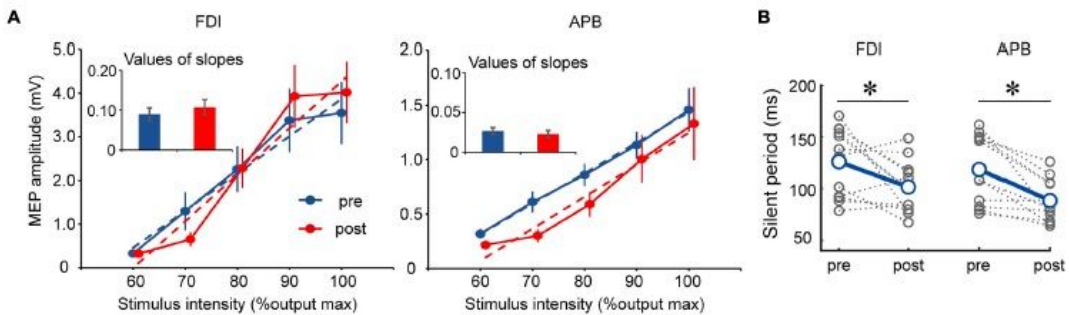 A
FDI
MEP amplitude (mV)
5.0
4.0
3.0
2.0
1.0
0
Values of slopes
0.20
0.10
0
pre
post
60 70 80 90 100
Stimulus intensity (%output max)
APB
2.0
1.5
1.0
0.5
0
Values of slopes
0.10
0.05
0
60 70 80 90 100
Stimulus intensity (%output max)
B
FDI APB
Silent period (ms)
200
150
100
50
* *
pre post pre post